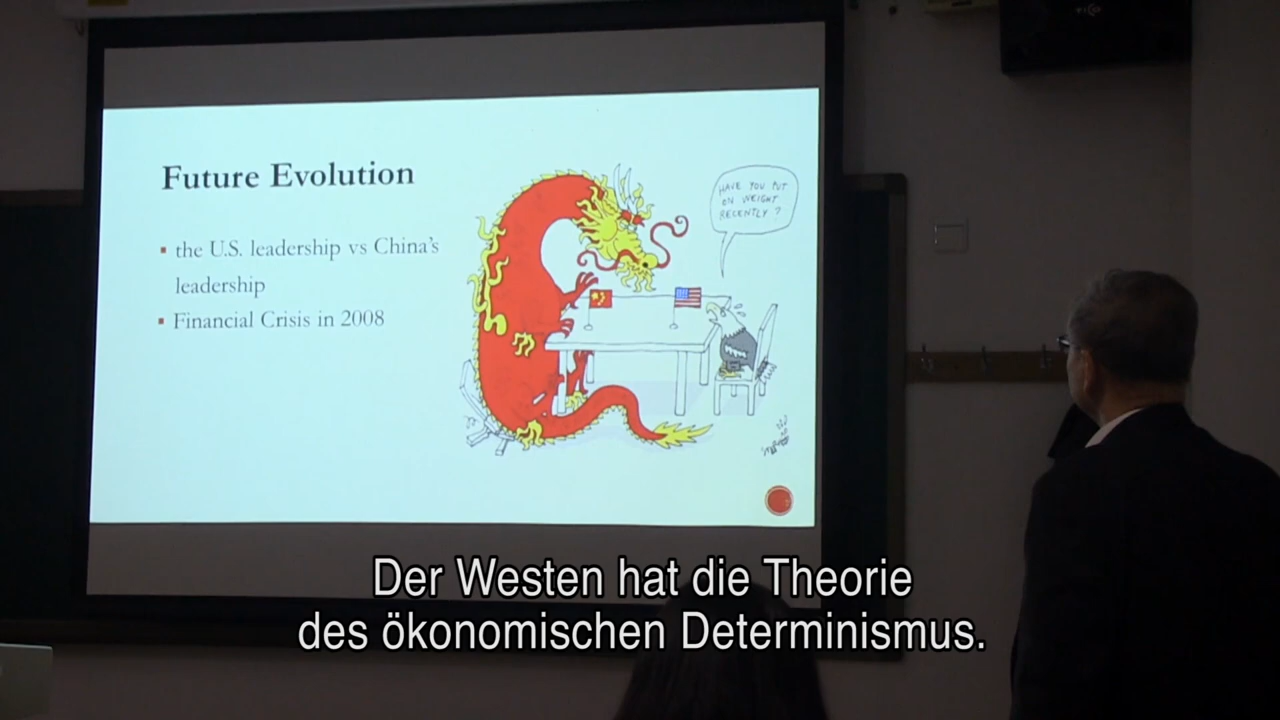 Future Evolution
▪ the U.S. leadership vs China's
leadership
▪ Financial Crisis in 2008
HAVE YOU PUT
ON WEIGHT
RECENTLY?
Der Westen hat die Theorie
des ökonomischen Determinismus.